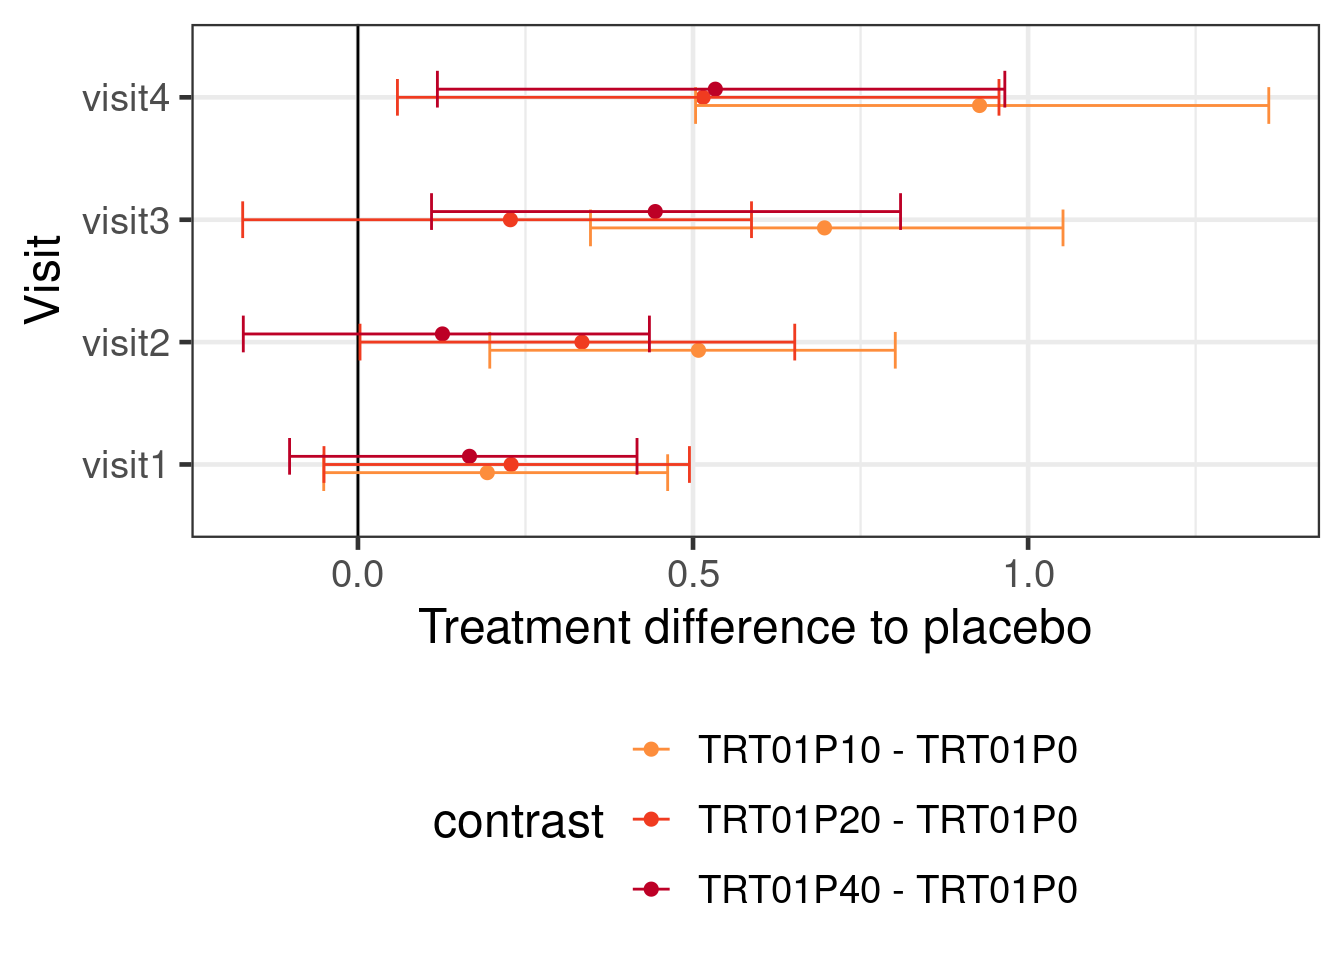 visit4
visit3
visit2
visit1
Visit
0.0 0.5 1.0
Treatment difference to placebo
contrast
TRT01P10 - TRT01P0
TRT01P20 - TRT01P0
TRT01P40 - TRT01P0